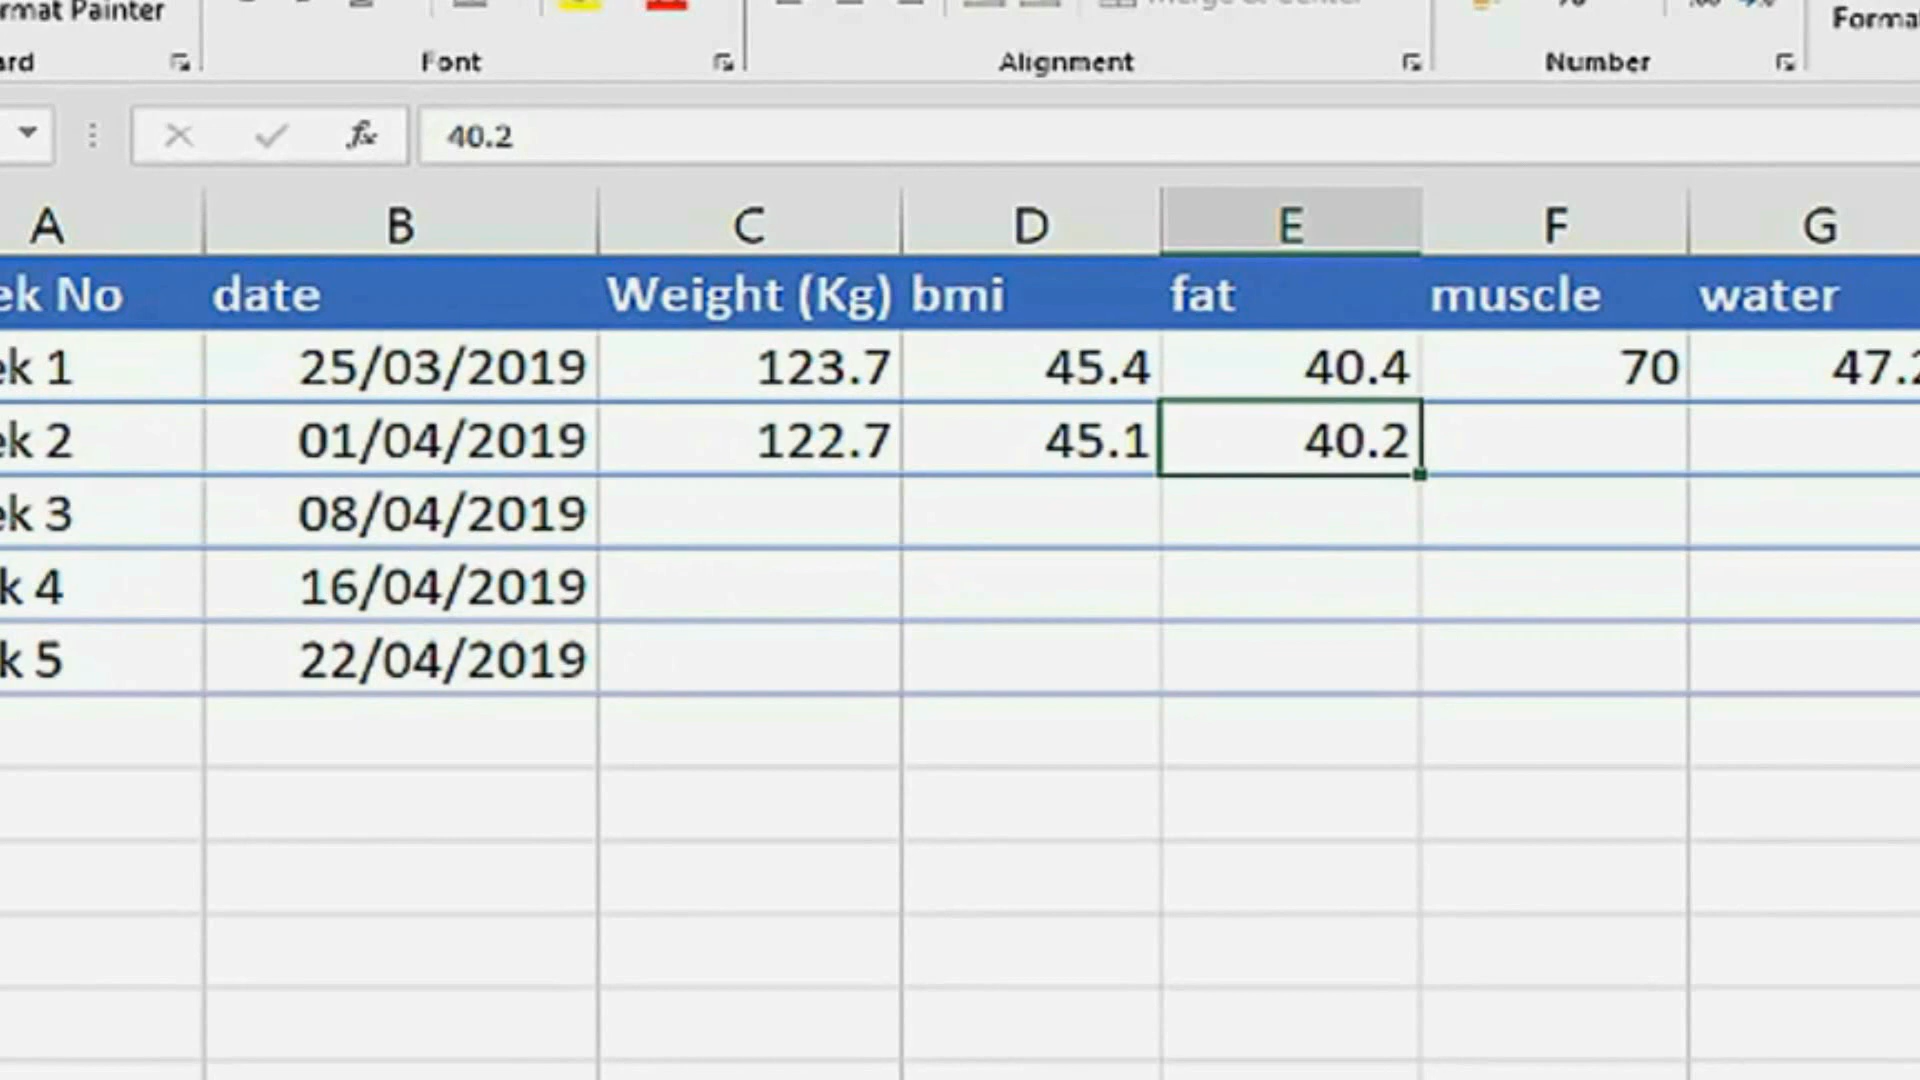 rmat Painter
Forma
ard Font Alignment Number
fx 40.2
A B C D E F G
ek No date Weight (Kg) bmi fat muscle water
ek 1 25/03/2019 123.7 45.4 40.4 70 47.2
ek 2 01/04/2019 122.7 45.1 40.2
ek 3 08/04/2019
k 4 16/04/2019
k 5 22/04/2019